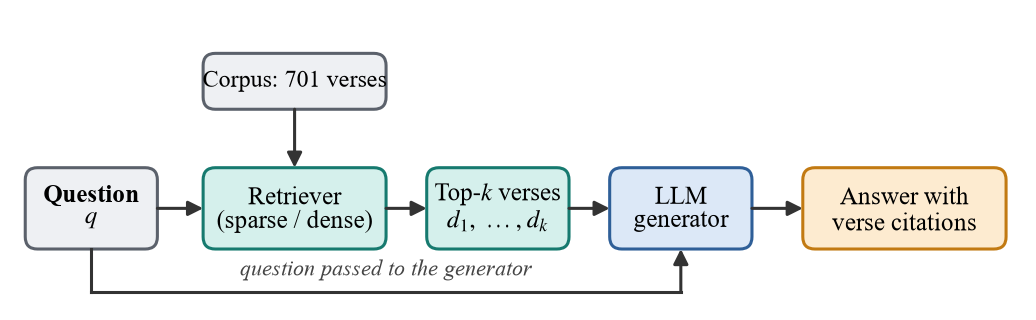 Corpus: 701 verses
Question
q
Retriever
(sparse / dense)
Top-k verses
d₁, …, dₖ
LLM
generator
Answer with
verse citations
question passed to the generator